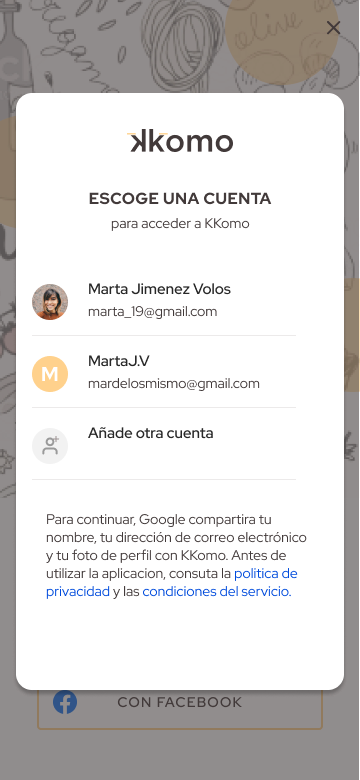 kkomo
ESCOGE UNA CUENTA
para acceder a KKomo
Marta Jimenez Volos
marta_19@gmail.com
M
MartaJ.V
mardelosmismo@gmail.com
Añade otra cuenta
Para continuar, Google compartira tu
nombre, tu dirección de correo electrónico
y tu foto de perfil con KKomo. Antes de
utilizar la aplicacion, consuta la politica de
privacidad y las condiciones del servicio.
CON FACEBOOK